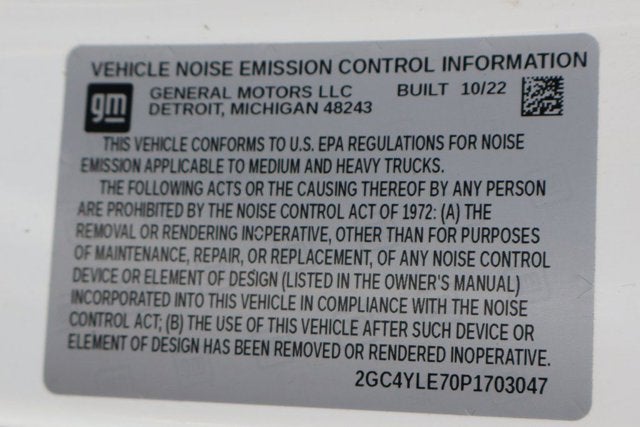 VEHICLE NOISE EMISSION CONTROL INFORMATION
gm GENERAL MOTORS LLC BUILT 10/22
DETROIT, MICHIGAN 48243
THIS VEHICLE CONFORMS TO U.S. EPA REGULATIONS FOR NOISE
EMISSION APPLICABLE TO MEDIUM AND HEAVY TRUCKS.
THE FOLLOWING ACTS OR THE CAUSING THEREOF BY ANY PERSON
ARE PROHIBITED BY THE NOISE CONTROL ACT OF 1972: (A) THE
REMOVAL OR RENDERING INOPERATIVE, OTHER THAN FOR PURPOSES
OF MAINTENANCE, REPAIR, OR REPLACEMENT, OF ANY NOISE CONTROL
DEVICE OR ELEMENT OF DESIGN (LISTED IN THE OWNER'S MANUAL)
INCORPORATED INTO THIS VEHICLE IN COMPLIANCE WITH THE NOISE
CONTROL ACT; (B) THE USE OF THIS VEHICLE AFTER SUCH DEVICE OR
ELEMENT OF DESIGN HAS BEEN REMOVED OR RENDERED INOPERATIVE.
2GC4YLE70P1703047